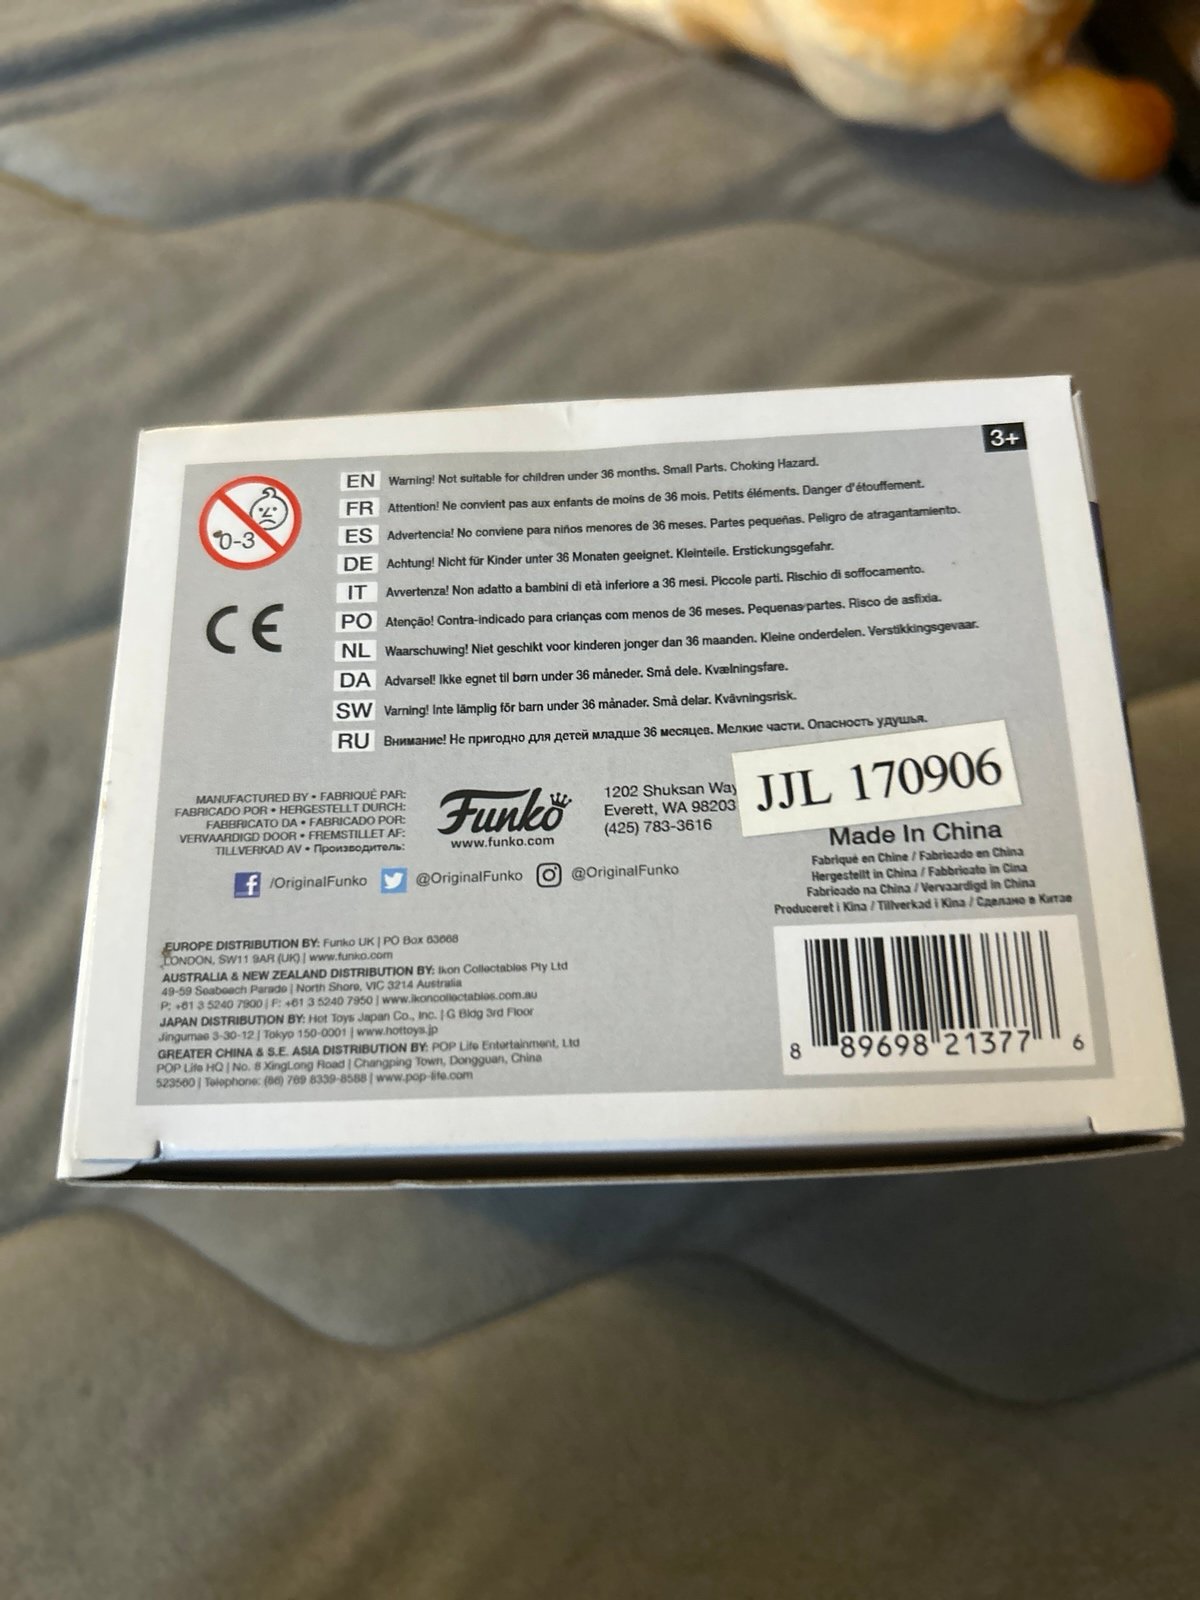 3+
0-3
EN Warning! Not suitable for children under 36 months. Small Parts. Choking Hazard.
FR Attention! Ne convient pas aux enfants de moins de 36 mois. Petits éléments. Danger d'étouffement.
ES Advertencia! No conviene para niños menores de 36 meses. Partes pequeñas. Peligro de atragantamiento.
DE Achtung! Nicht für Kinder unter 36 Monaten geeignet. Kleinteile. Erstickungsgefahr.
IT Avvertenza! Non adatto a bambini di età inferiore a 36 mesi. Piccole parti. Rischio di soffocamento.
PO Atenção! Contra-indicado para crianças com menos de 36 meses. Pequenas partes. Risco de asfixia.
NL Waarschuwing! Niet geschikt voor kinderen jonger dan 36 maanden. Kleine onderdelen. Verstikkingsgevaar.
DA Advarsel! Ikke egnet til børn under 36 måneder. Små dele. Kvælningsfare.
SW Varning! Inte lämplig för barn under 36 månader. Små delar. Kvävningsrisk.
RU Внимание! Не пригодно для детей младше 36 месяцев. Мелкие части. Опасность удушья.
CE
MANUFACTURED BY • FABRIQUÉ PAR:
FABRICADO POR • HERGESTELLT DURCH:
FABBRICATO DA • FABRICADO POR:
VERVAARDIGD DOOR • FREMSTILLET AF:
TILLVERKAD AV • Производитель:
Funko
www.funko.com
1202 Shuksan Way
Everett, WA 98203
(425) 783-3616
JJL 170906
Made In China
Fabriqué en Chine / Fabricado en China
Hergestellt in China / Fabbricato in Cina
Fabricado na China / Vervaardigd in China
Produceret i Kina / Tillverkad i Kina / Сделано в Китае
/OriginalFunko @OriginalFunko @OriginalFunko
EUROPE DISTRIBUTION BY: Funko UK | PO Box 63668
LONDON, SW11 9AR (UK) | www.funko.com
AUSTRALIA & NEW ZEALAND DISTRIBUTION BY: Ikon Collectables Pty Ltd
49-59 Seabeach Parade | North Shore, VIC 3214 Australia
P: +61 3 5240 7900 | F: +61 3 5240 7950 | www.ikoncollectables.com.au
JAPAN DISTRIBUTION BY: Hot Toys Japan Co., Inc. | G Bldg 3rd Floor
Jingumae 3-30-12 | Tokyo 150-0001 | www.hottoys.jp
GREATER CHINA & S.E. ASIA DISTRIBUTION BY: POP Life Entertainment, Ltd
POP Life HQ | No. 8 XingLong Road | Changping Town, Dongguan, China
523560 | Telephone: (86) 769 8339-8588 | www.pop-life.com
8 89698 21377 6